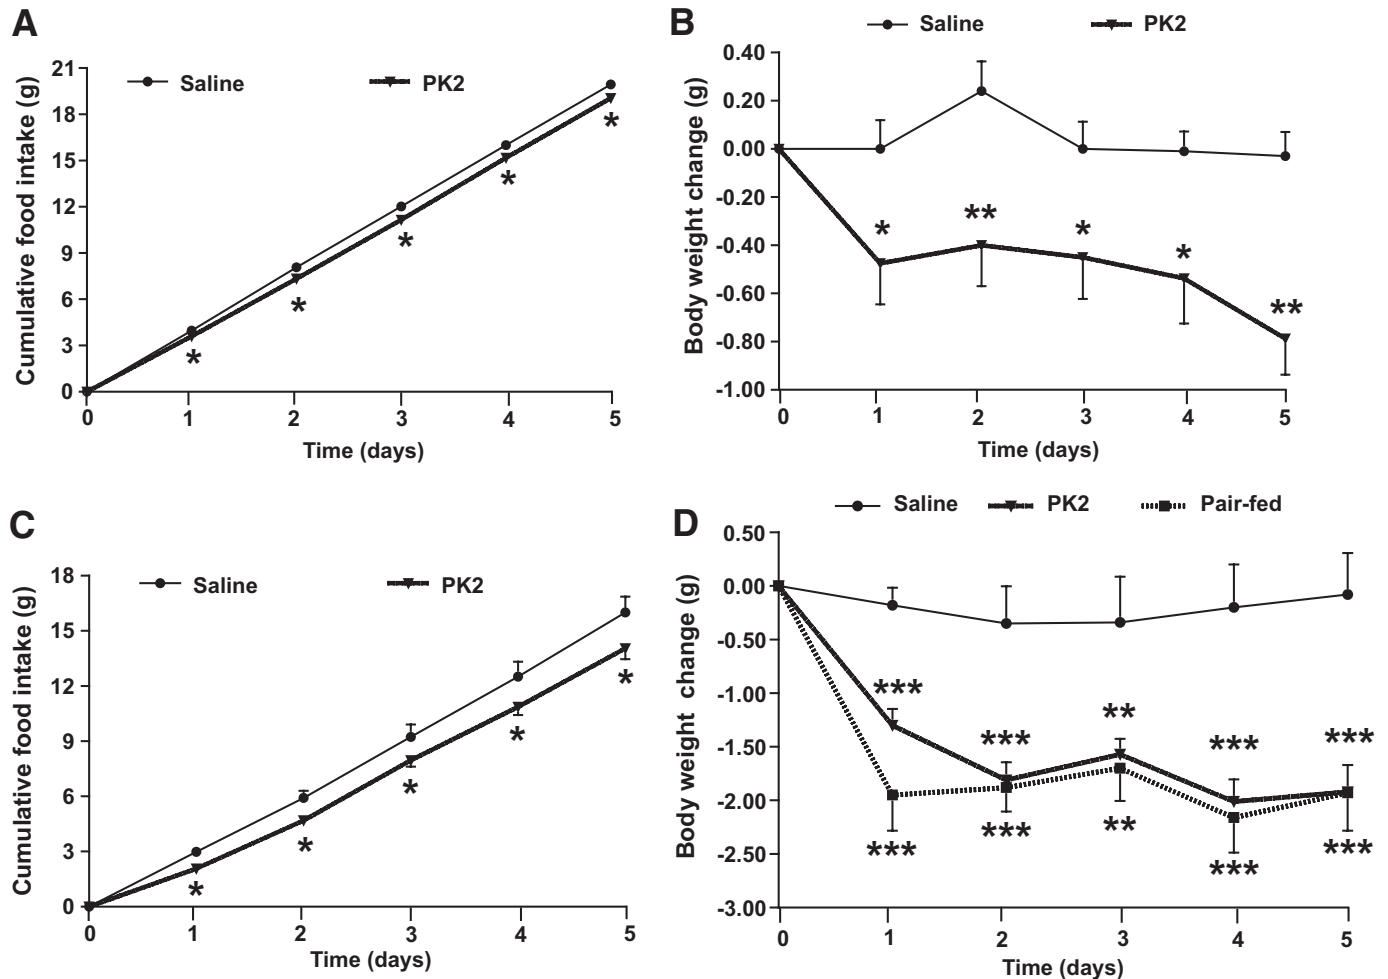 A
Saline PK2
Cumulative food intake (g)
21
18
15
12
9
6
3
0
* * * * *
0 1 2 3 4 5
Time (days)
B
Saline PK2
Body weight change (g)
0.40
0.20
0.00
-0.20
-0.40
-0.60
-0.80
-1.00
* ** * * **
0 1 2 3 4 5
Time (days)
C
Saline PK2
Cumulative food intake (g)
18
15
12
9
6
3
0
* * * * *
0 1 2 3 4 5
Time (days)
D
Saline PK2 Pair-fed
Body weight change (g)
0.50
0.00
-0.50
-1.00
-1.50
-2.00
-2.50
-3.00
*** *** ** *** ***
*** *** ** *** ***
0 1 2 3 4 5
Time (days)